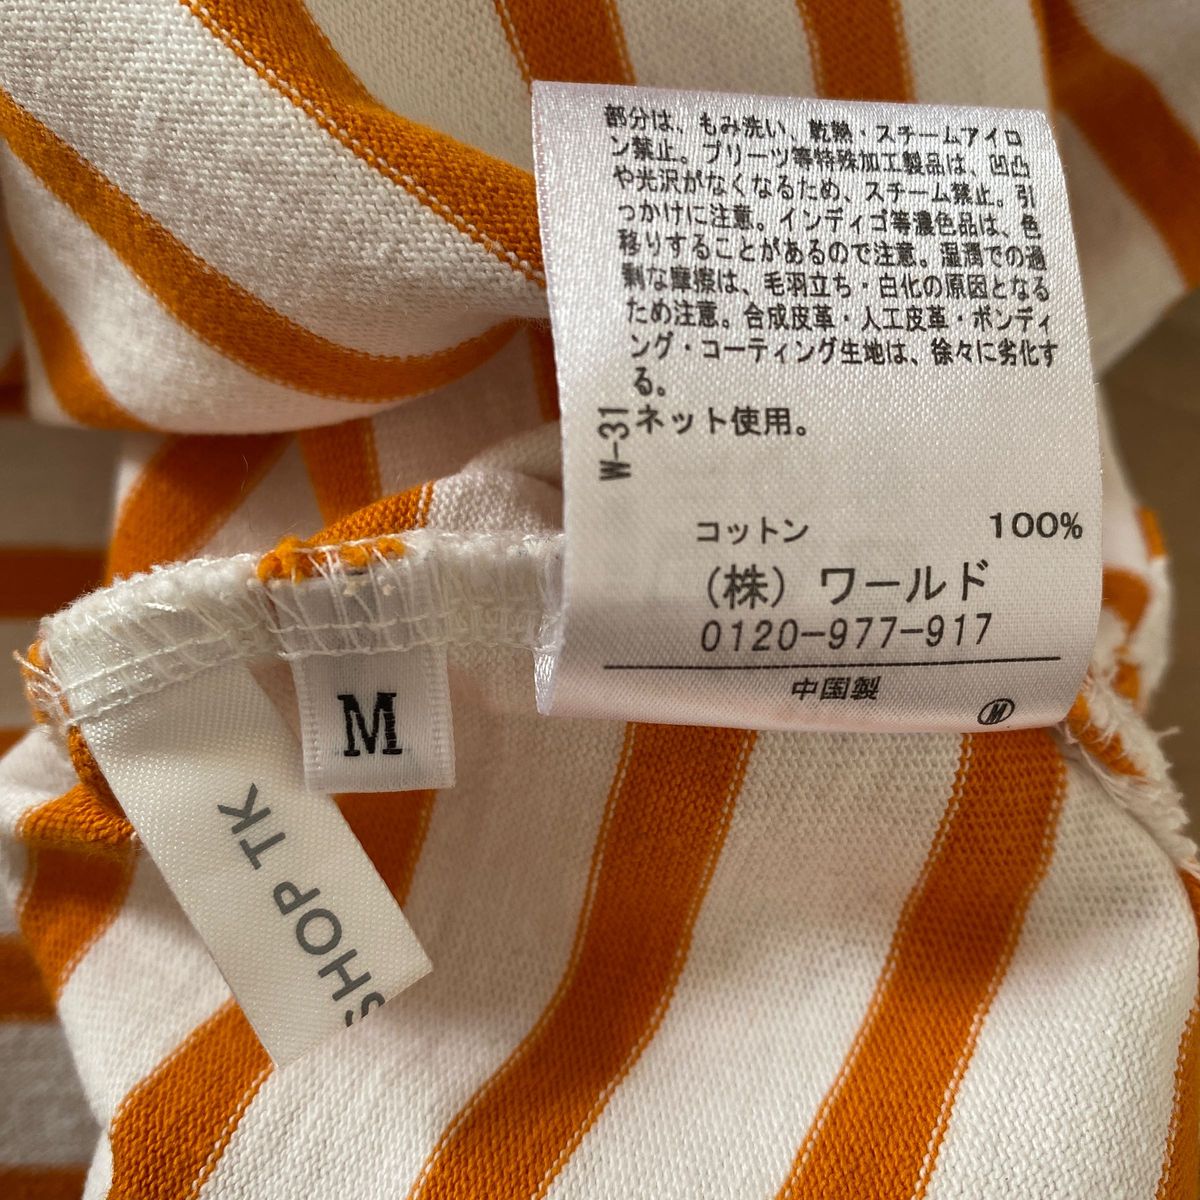 部分は、もみ洗い、乾熱・スチームアイロ
ン禁止。プリーツ等特殊加工製品は、凹凸
や光沢がなくなるため、スチーム禁止。引
っかけに注意。インディゴ等濃色品は、色
移りすることがあるので注意。湿潤での過
剰な摩擦は、毛羽立ち・白化の原因となる
ため注意。合成皮革・人工皮革・ボンディ
ング・コーティング生地は、徐々に劣化す
る。
ネット使用。
W-31
コットン 100%
(株) ワールド
0120-977-917
中国製
M
M
SHOP TK